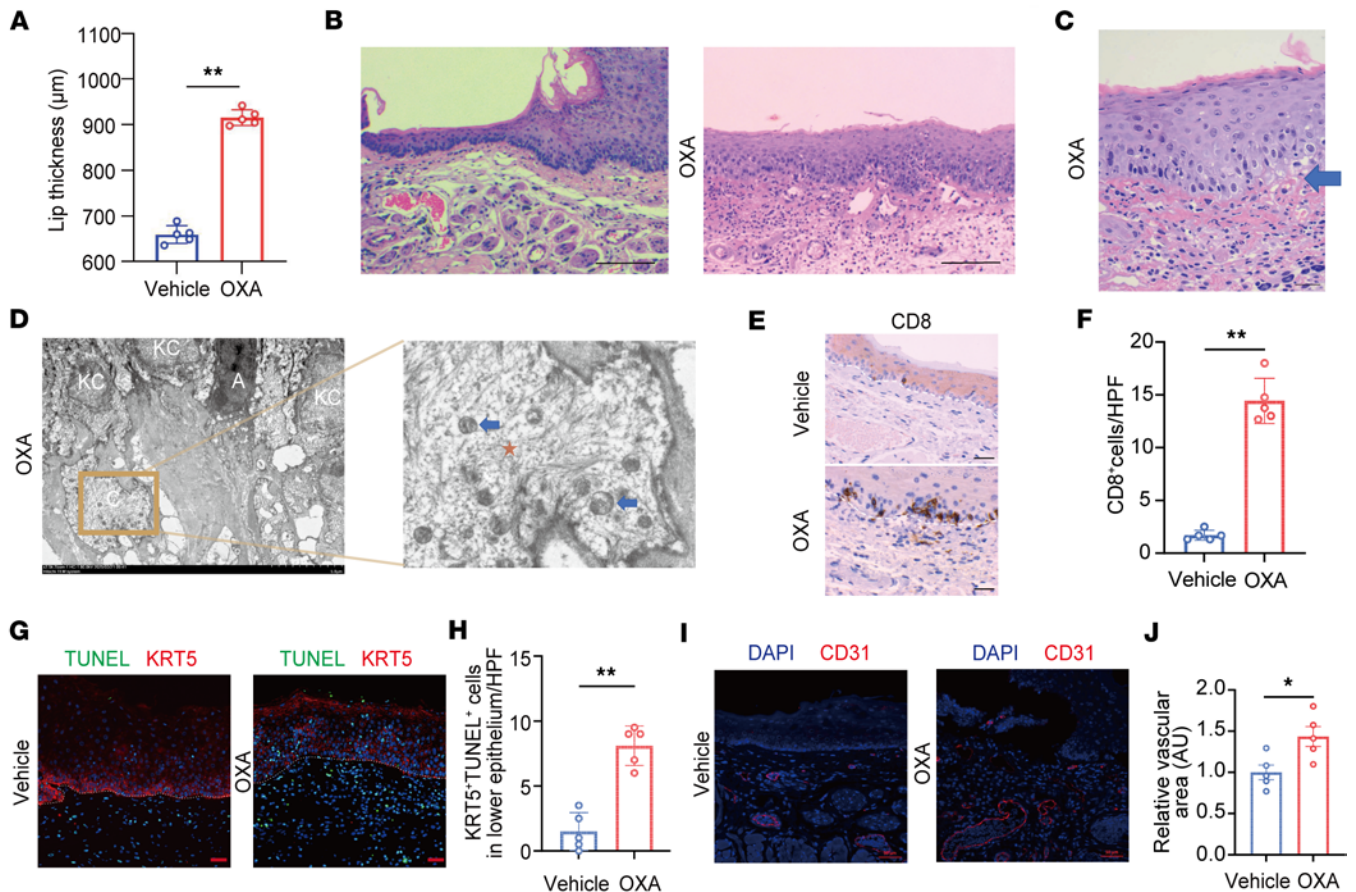 A
Lip thickness (μm)
1100
1000
900
800
700
600
**
Vehicle OXA
B
OXA
C
OXA
D
OXA
KC
KC
A
KC
C
E
CD8
Vehicle
OXA
F
CD8+cells/HPF
20
15
10
5
0
**
Vehicle OXA
G
TUNEL KRT5
TUNEL KRT5
Vehicle
OXA
H
KRT5+TUNEL+ cells
in lower epithelium/HPF
15
10
5
0
**
Vehicle OXA
I
DAPI CD31
DAPI CD31
Vehicle
OXA
J
Relative vascular
area (AU)
2.0
1.5
1.0
0.5
0.0
*
Vehicle OXA